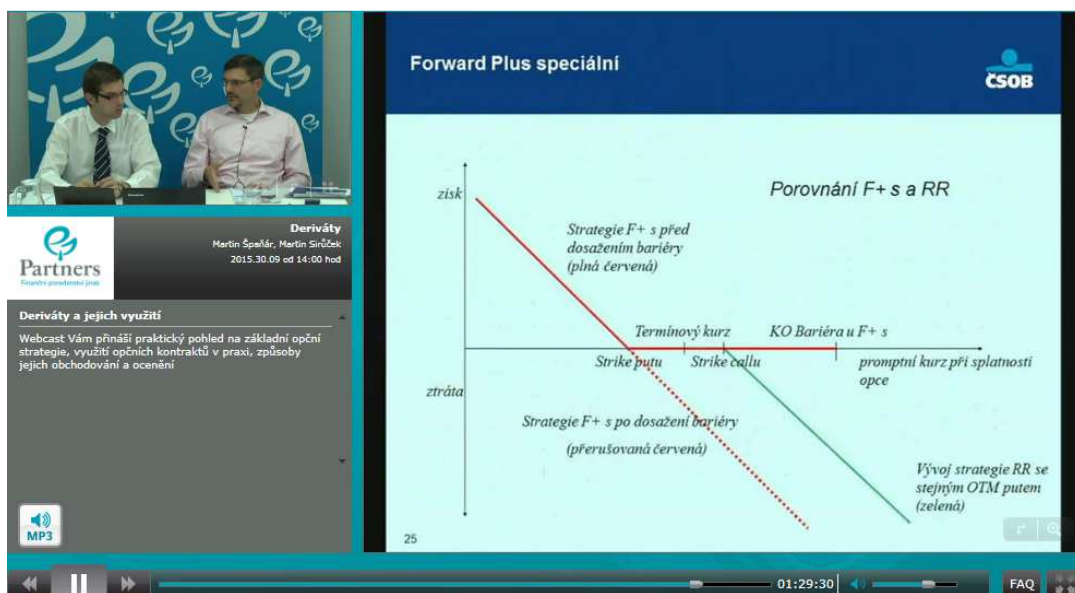 Forward Plus speciální
ČSOB
Porovnání F+ s a RR
zisk
Strategie F+ s před
dosažením bariéry
(plná červená)
Termínový kurz
KO Bariéra u F+ s
Strike putu
Strike callu
promptní kurz při splatnosti
opce
ztráta
Strategie F+ s po dosažení bariéry
(přerušovaná červená)
Vývoj strategie RR se
stejným OTM putem
(zelená)
25
Partners
Finanční poradenství jinak
Deriváty
Martin Špaňár, Martin Sirůček
2015.30.09 od 14:00 hod
Deriváty a jejich využití
Webcast Vám přináší praktický pohled na základní opční
strategie, využití opčních kontraktů v praxi, způsoby
jejich obchodování a ocenění
MP3
01:29:30
FAQ